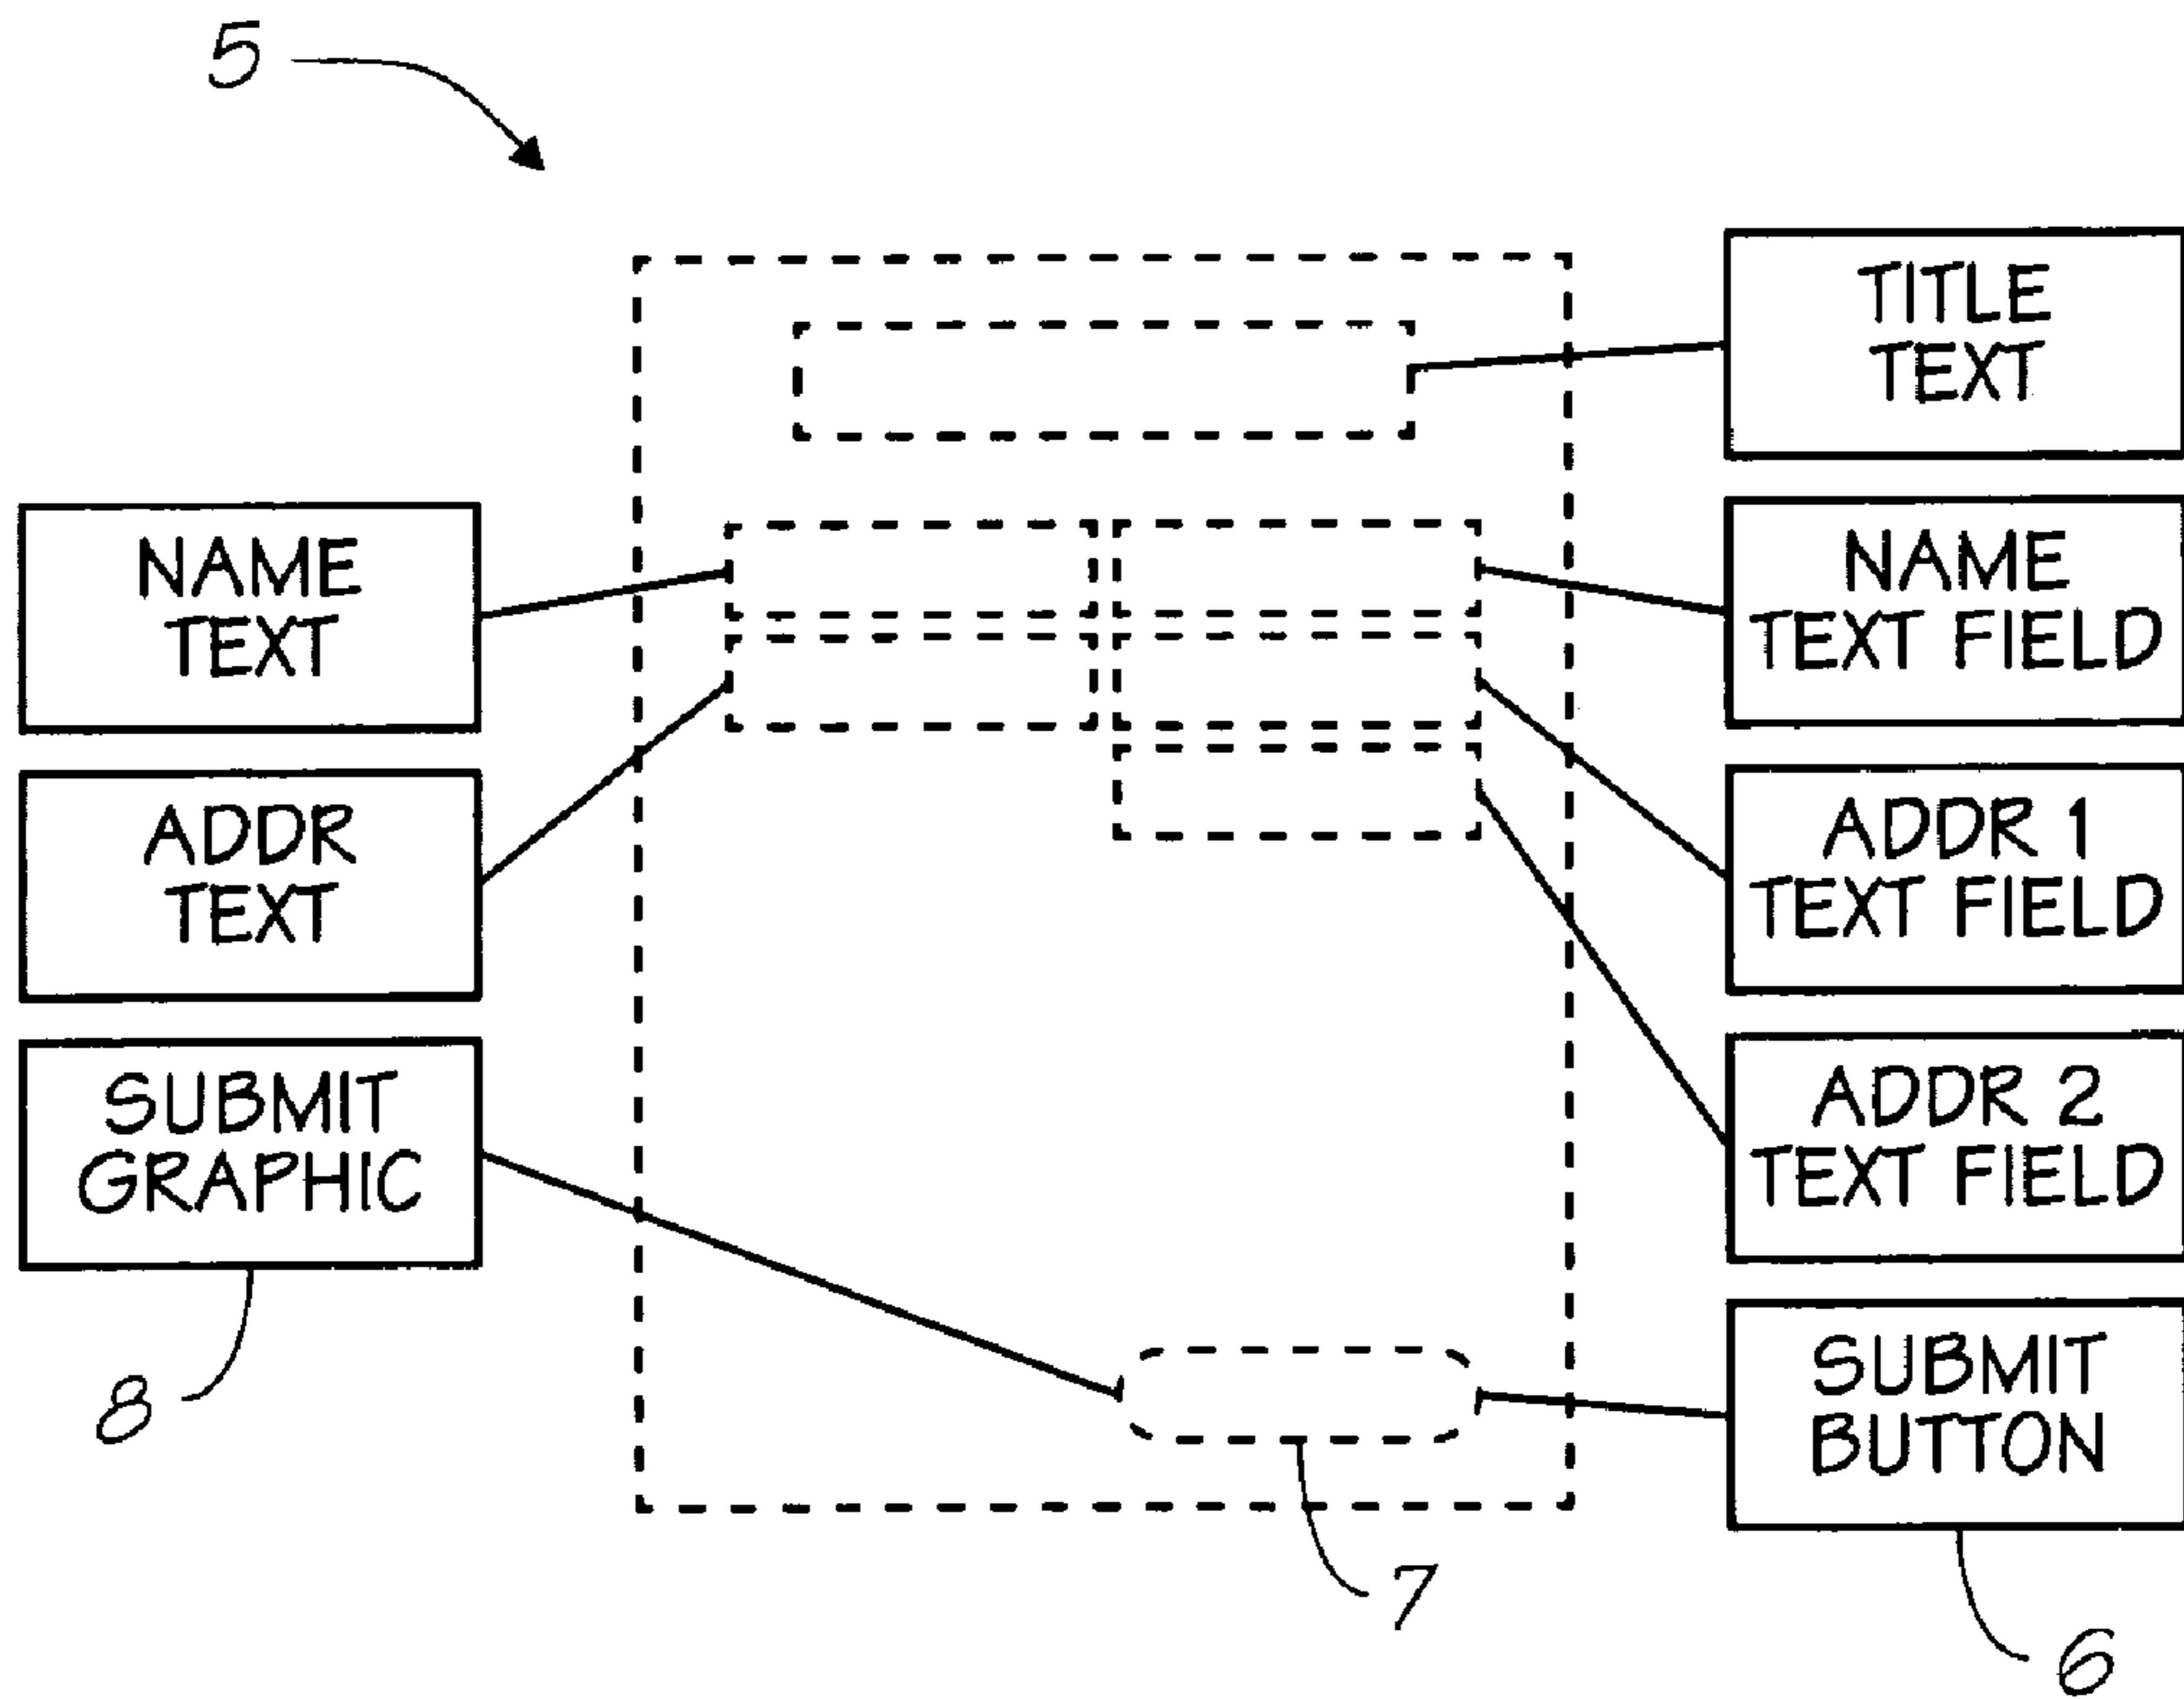 5
TITLE
TEXT
NAME
TEXT
NAME
TEXT FIELD
ADDR
TEXT
ADDR 1
TEXT FIELD
SUBMIT
GRAPHIC
ADDR 2
TEXT FIELD
SUBMIT
BUTTON
8
7
6